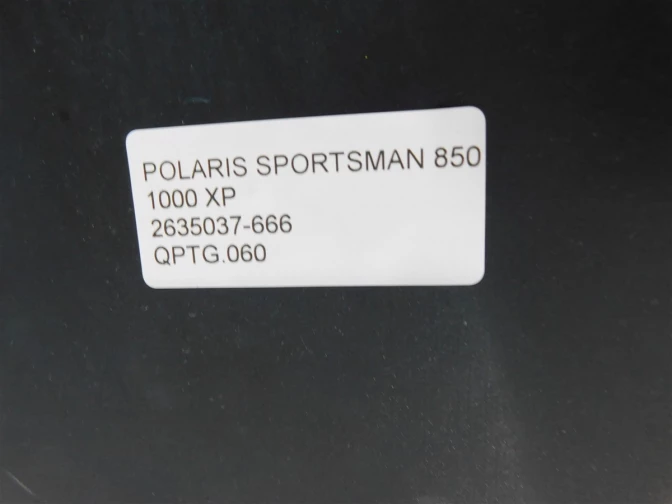 POLARIS SPORTSMAN 850
1000 XP
2635037-666
QPTG.060